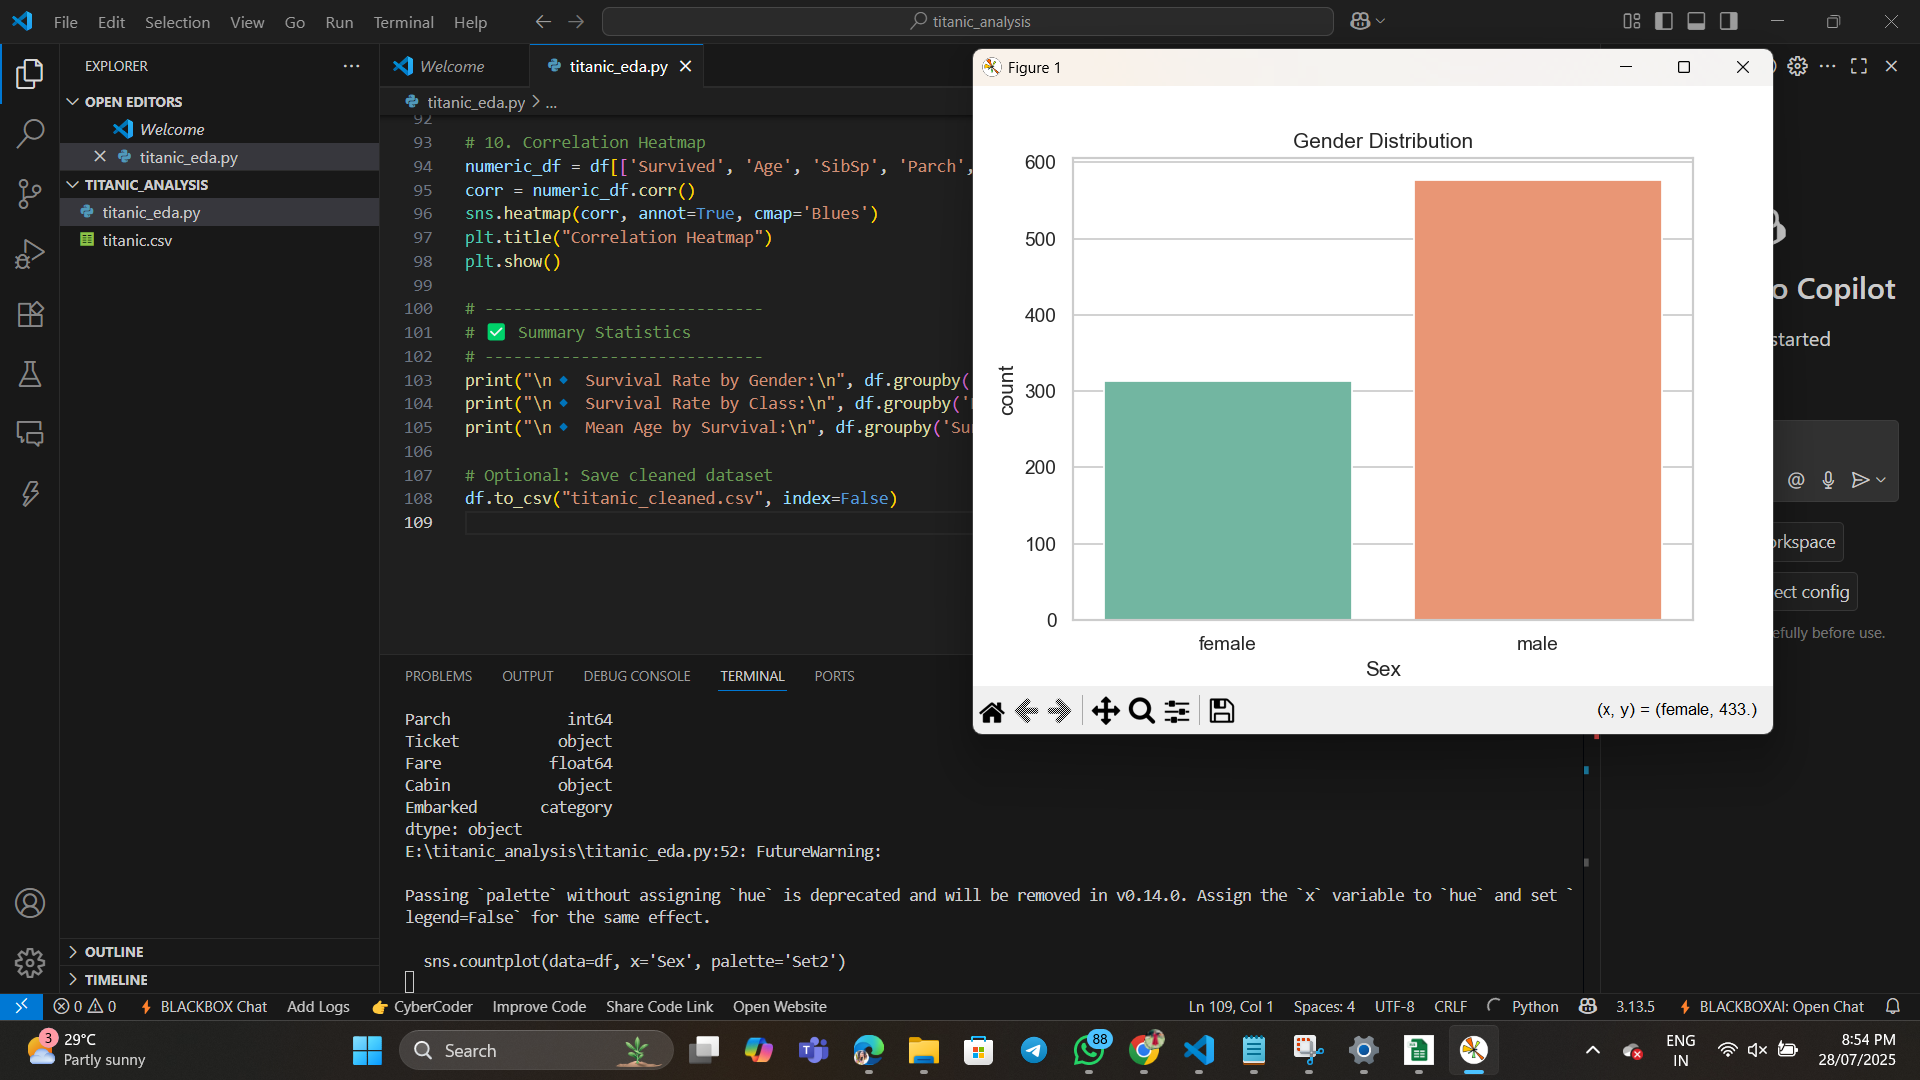 File Edit Selection View Go Run Terminal Help
titanic_analysis
EXPLORER
OPEN EDITORS
Welcome
titanic_eda.py
TITANIC_ANALYSIS
titanic_eda.py
titanic.csv
OUTLINE
TIMELINE
Welcome
titanic_eda.py
titanic_eda.py > ...
92
93 # 10. Correlation Heatmap
94 numeric_df = df[['Survived', 'Age', 'SibSp', 'Parch',
95 corr = numeric_df.corr()
96 sns.heatmap(corr, annot=True, cmap='Blues')
97 plt.title("Correlation Heatmap")
98 plt.show()
99
100 # -----------------------------
101 # ✅ Summary Statistics
102 # -----------------------------
103 print("\n🔹 Survival Rate by Gender:\n", df.groupby(
104 print("\n🔹 Survival Rate by Class:\n", df.groupby('
105 print("\n🔹 Mean Age by Survival:\n", df.groupby('Su
106
107 # Optional: Save cleaned dataset
108 df.to_csv("titanic_cleaned.csv", index=False)
109
Figure 1
Gender Distribution
600
500
400
300
200
100
0
count
female male
Sex
(x, y) = (female, 433.)
o Copilot
started
orkspace
ect config
efully before use.
PROBLEMS OUTPUT DEBUG CONSOLE TERMINAL PORTS
Parch int64
Ticket object
Fare float64
Cabin object
Embarked category
dtype: object
E:\titanic_analysis\titanic_eda.py:52: FutureWarning:
Passing `palette` without assigning `hue` is deprecated and will be removed in v0.14.0. Assign the `x` variable to `hue` and set `
legend=False` for the same effect.
sns.countplot(data=df, x='Sex', palette='Set2')
0 0 BLACKBOX Chat Add Logs 👉 CyberCoder Improve Code Share Code Link Open Website
Ln 109, Col 1 Spaces: 4 UTF-8 CRLF Python 3.13.5 BLACKBOXAI: Open Chat
3
29°C
Partly sunny
Search
88
ENG
IN
8:54 PM
28/07/2025